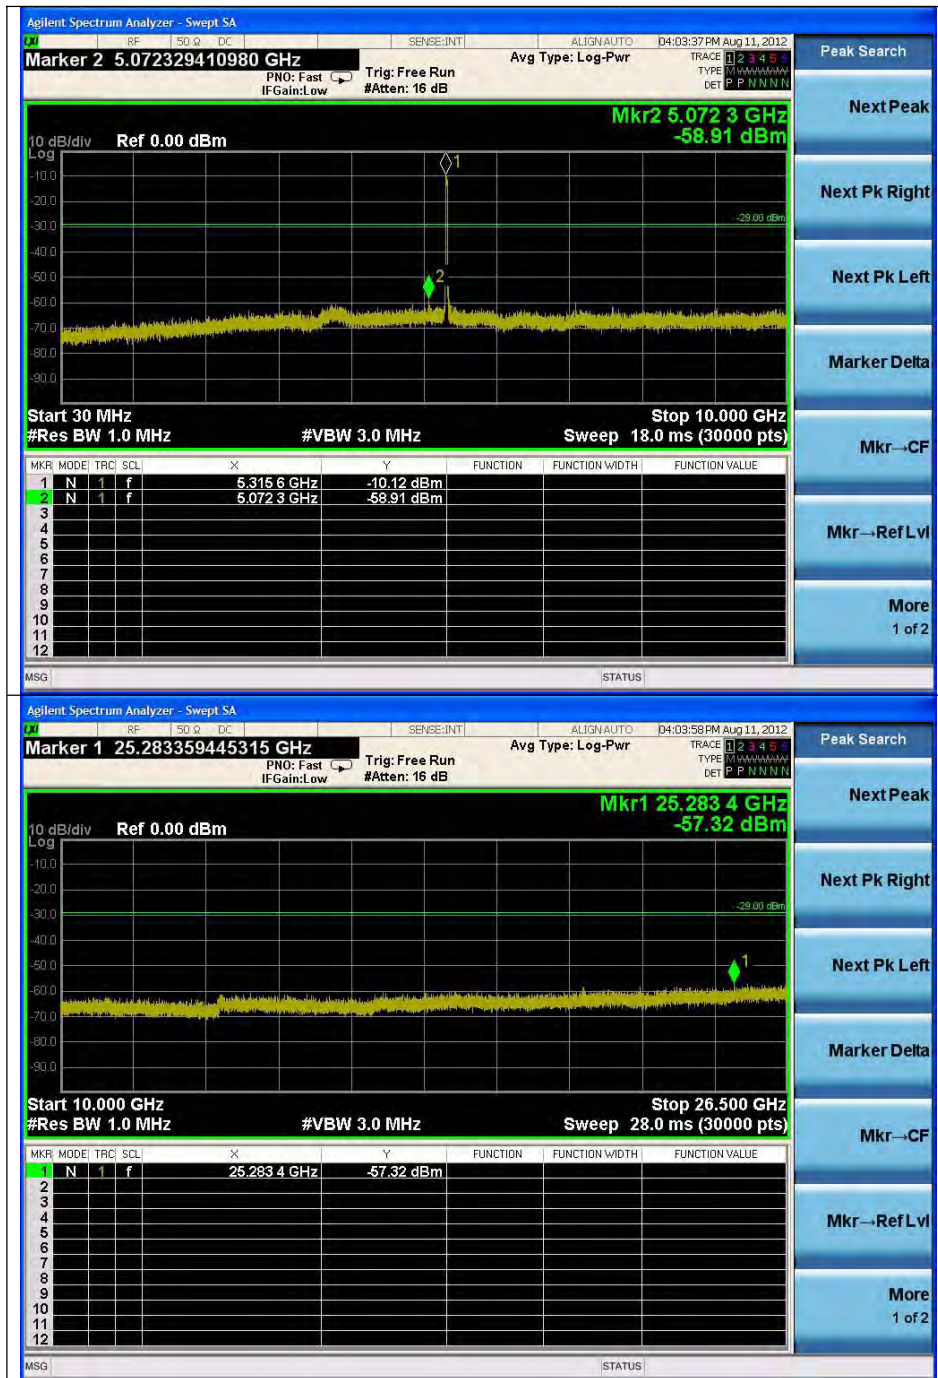 Agilent Spectrum Analyzer - Swept SA
LXI RF 50 Ω DC SENSE:INT ALIGN AUTO 04:03:37 PM Aug 11, 2012
Marker 2 5.072329410980 GHz
PNO: Fast
IFGain:Low
Trig: Free Run
#Atten: 16 dB
Avg Type: Log-Pwr
TRACE 1 2 3 4 5 6
TYPE M W W W W W
DET P P N N N N
Peak Search
Next Peak
Next Pk Right
Next Pk Left
Marker Delta
Mkr→CF
Mkr→Ref Lvl
More
1 of 2
Mkr2 5.072 3 GHz
-58.91 dBm
10 dB/div Ref 0.00 dBm
Log
-10.0
-20.0
-30.0
-40.0
-50.0
-60.0
-70.0
-80.0
-90.0
1
2
-29.00 dBm
Start 30 MHz Stop 10.000 GHz
#Res BW 1.0 MHz #VBW 3.0 MHz Sweep 18.0 ms (30000 pts)
MKR MODE TRC SCL X Y FUNCTION FUNCTION WIDTH FUNCTION VALUE
1 N 1 f 5.315 6 GHz -10.12 dBm
2 N 1 f 5.072 3 GHz -58.91 dBm
3
4
5
6
7
8
9
10
11
12
MSG STATUS
Agilent Spectrum Analyzer - Swept SA
LXI RF 50 Ω DC SENSE:INT ALIGN AUTO 04:03:58 PM Aug 11, 2012
Marker 1 25.283359445315 GHz
PNO: Fast
IFGain:Low
Trig: Free Run
#Atten: 16 dB
Avg Type: Log-Pwr
TRACE 1 2 3 4 5 6
TYPE M W W W W W
DET P P N N N N
Peak Search
Next Peak
Next Pk Right
Next Pk Left
Marker Delta
Mkr→CF
Mkr→Ref Lvl
More
1 of 2
Mkr1 25.283 4 GHz
-57.32 dBm
10 dB/div Ref 0.00 dBm
Log
-10.0
-20.0
-30.0
-40.0
-50.0
-60.0
-70.0
-80.0
-90.0
-29.00 dBm
1
Start 10.000 GHz Stop 26.500 GHz
#Res BW 1.0 MHz #VBW 3.0 MHz Sweep 28.0 ms (30000 pts)
MKR MODE TRC SCL X Y FUNCTION FUNCTION WIDTH FUNCTION VALUE
1 N 1 f 25.283 4 GHz -57.32 dBm
2
3
4
5
6
7
8
9
10
11
12
MSG STATUS